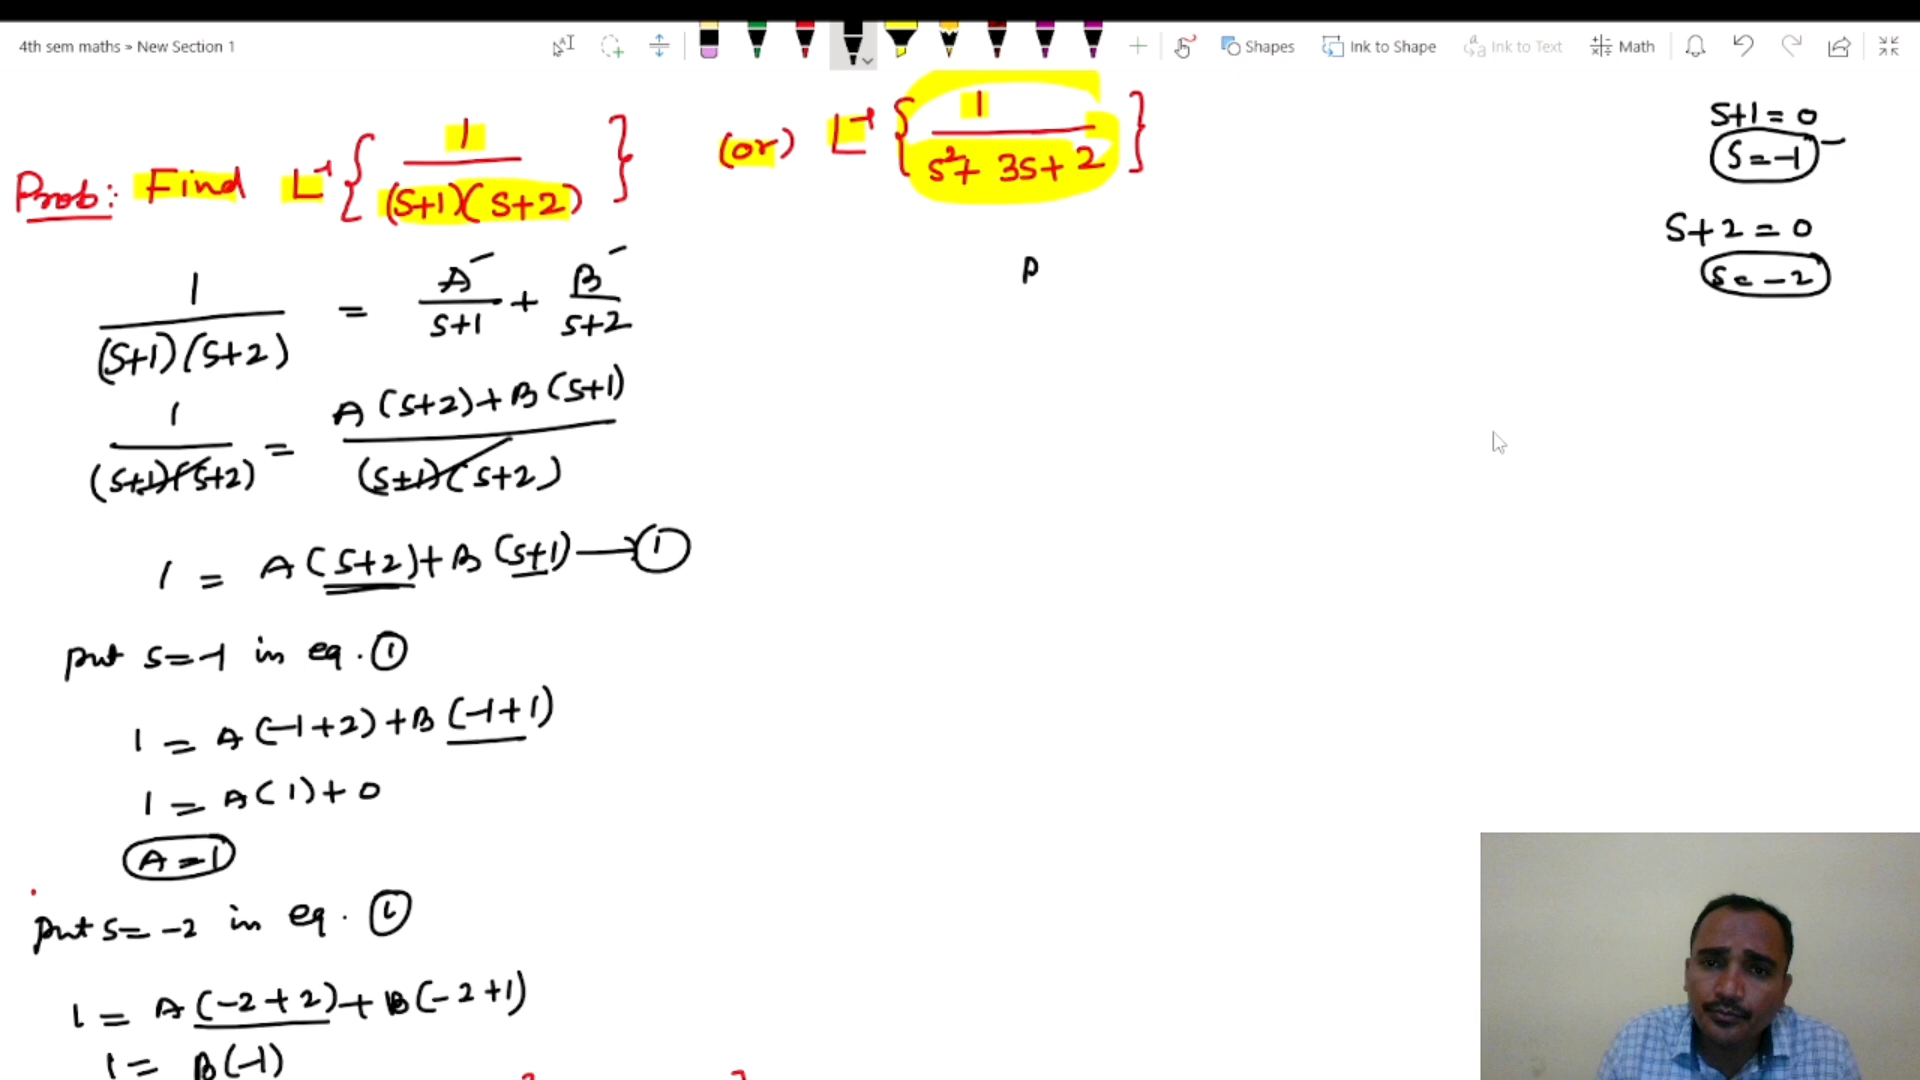 4th sem maths » New Section 1
Shapes
Ink to Shape
Ink to Text
Math
Prob: Find L⁻¹{ 1/((S+1)(S+2)) } (or) L⁻¹{ 1/(s²+3s+2) }
S+1=0
S=-1
S+2=0
S=-2
1/((S+1)(S+2)) = A/(S+1) + B/(S+2)
P
1/((S+1)(S+2)) = (A(S+2)+B(S+1))/((S+1)(S+2))
1 = A(S+2)+B(S+1) → ①
put s=-1 in eq. ①
1 = A(-1+2)+B(-1+1)
1 = A(1)+0
A=1
put s=-2 in eq. ①
1 = A(-2+2)+B(-2+1)
1 = B(-1)